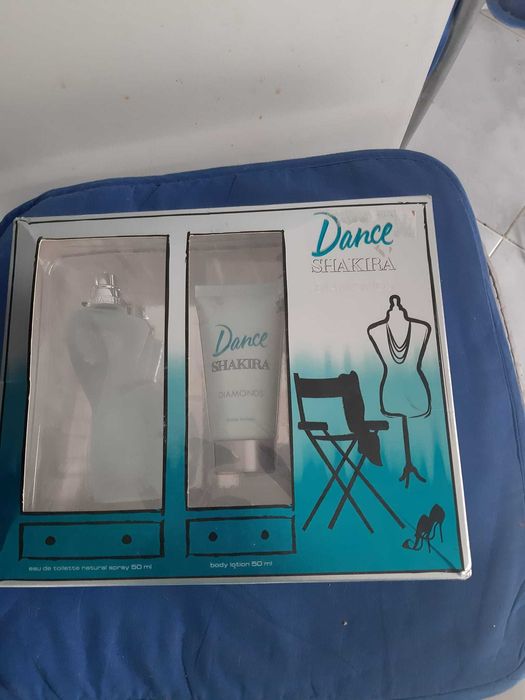 Dance
SHAKIRA
Dance
SHAKIRA
DIAMONDS
eau de toilette natural spray 50 ml
body lotion 50 ml